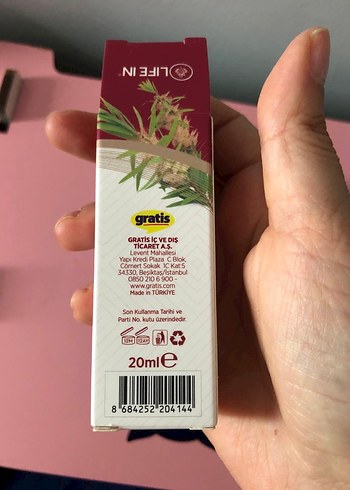 LIFE IN
gratis
GRATİS İÇ VE DIŞ
TİCARET A.Ş.
Levent Mahallesi
Yapı Kredi Plaza C Blok,
Cömert Sokak. 1C Kat:5
34330, Beşiktaş/İstanbul
0850 210 6 900 -
www.gratis.com
Made in TÜRKİYE
Son Kullanma Tarihi ve
Parti No. kutu üzerindedir.
12M 12AY
20ml℮
8 684252 204144